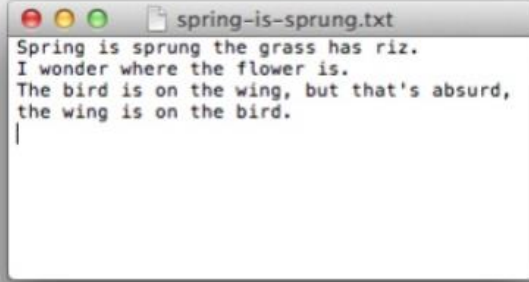 spring-is-sprung.txt
Spring is sprung the grass has riz.
I wonder where the flower is.
The bird is on the wing, but that's absurd,
the wing is on the bird.